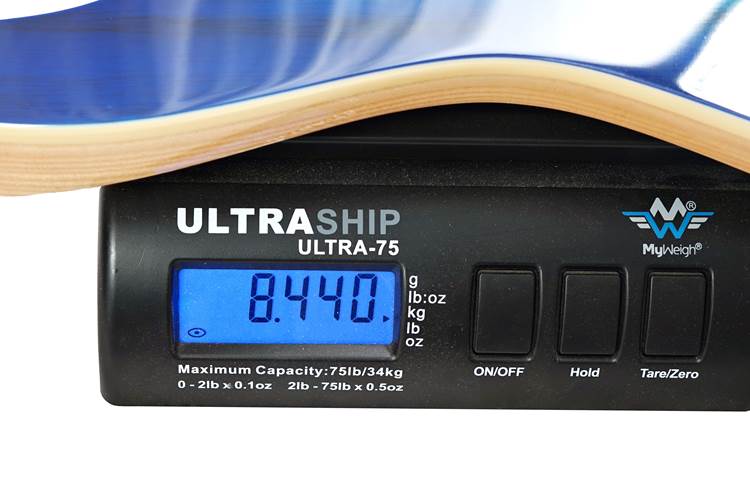 ULTRASHIP
ULTRA-75
MW®
MyWeigh®
8.440
g
lb:oz
kg
lb
oz
Maximum Capacity:75lb/34kg
0 - 2lb x 0.1oz 2lb - 75lb x 0.5oz
ON/OFF Hold Tare/Zero